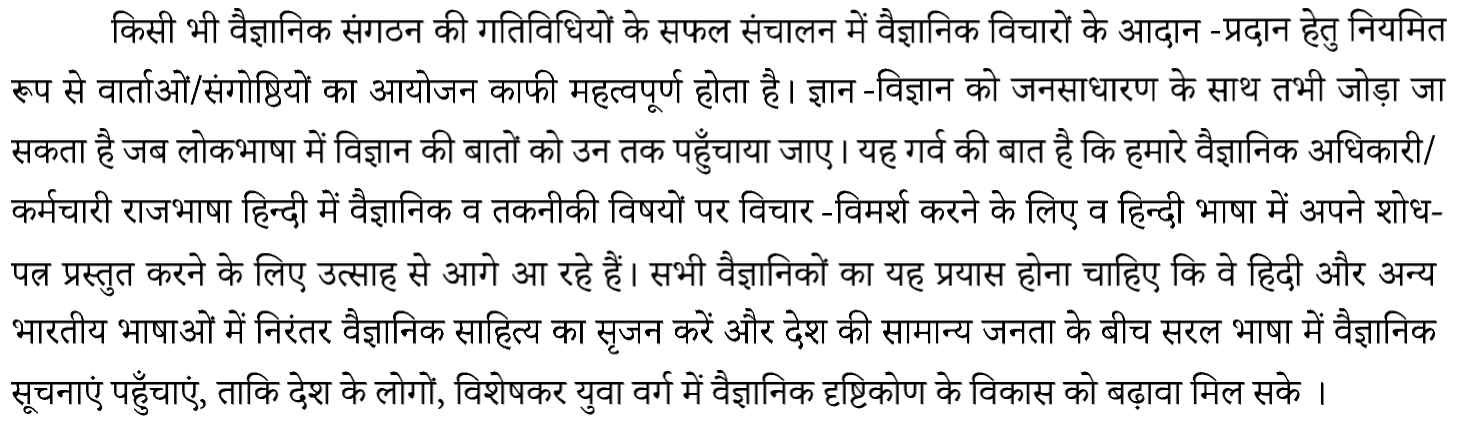 किसी भी वैज्ञानिक संगठन की गतिविधियों के सफल संचालन में वैज्ञानिक विचारों के आदान -प्रदान हेतु नियमित
रूप से वार्ताओं/संगोष्ठियों का आयोजन काफी महत्वपूर्ण होता है। ज्ञान -विज्ञान को जनसाधारण के साथ तभी जोड़ा जा
सकता है जब लोकभाषा में विज्ञान की बातों को उन तक पहुँचाया जाए। यह गर्व की बात है कि हमारे वैज्ञानिक अधिकारी/
कर्मचारी राजभाषा हिन्दी में वैज्ञानिक व तकनीकी विषयों पर विचार -विमर्श करने के लिए व हिन्दी भाषा में अपने शोध-
पत्र प्रस्तुत करने के लिए उत्साह से आगे आ रहे हैं। सभी वैज्ञानिकों का यह प्रयास होना चाहिए कि वे हिदी और अन्य
भारतीय भाषाओं में निरंतर वैज्ञानिक साहित्य का सृजन करें और देश की सामान्य जनता के बीच सरल भाषा में वैज्ञानिक
सूचनाएं पहुँचाएं, ताकि देश के लोगों, विशेषकर युवा वर्ग में वैज्ञानिक दृष्टिकोण के विकास को बढ़ावा मिल सके ।